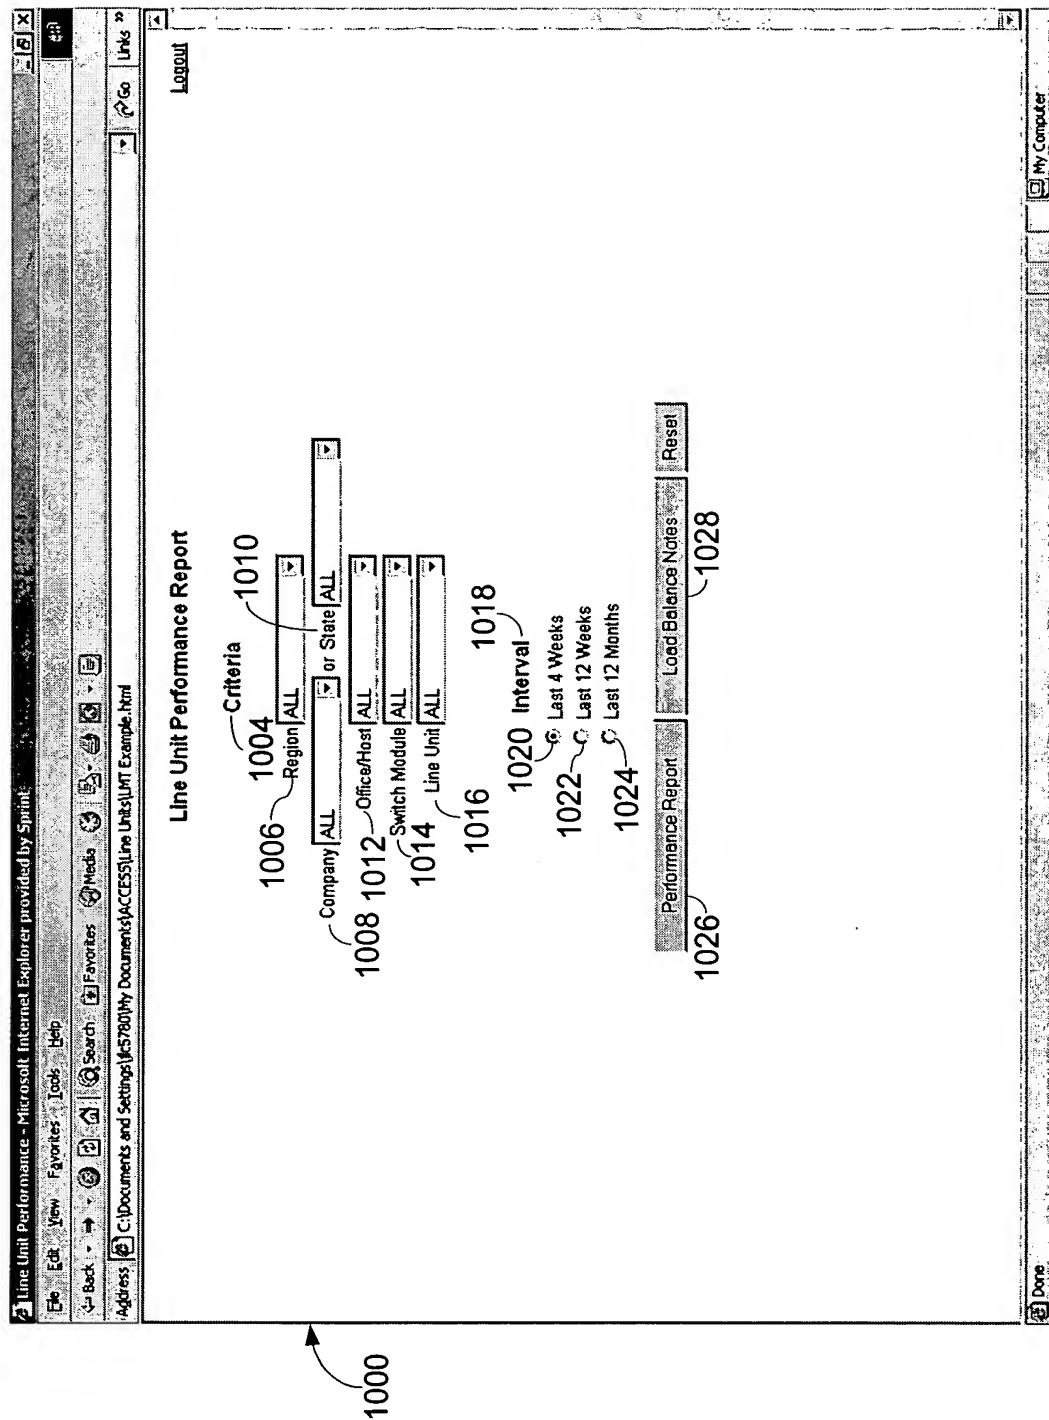 Line Unit Performance - Microsoft Internet Explorer provided by Sprint
File Edit View Favorites Tools Help
Back Search Favorites Media
Address C:\Documents and Settings\jfc5780\My Documents\ACCESS\Line Units\LMT Example.html Go Links »
Logout
Line Unit Performance Report
1004 Criteria
1006 Region ALL
1010
Company ALL or State ALL
1008
1012 Office/Host ALL
1014 Switch Module ALL
Line Unit ALL
1016
1018
1020 Interval
Last 4 Weeks
1022 Last 12 Weeks
1024 Last 12 Months
Performance Report Load Balance Notes Reset
1026 1028
1000
Done My Computer